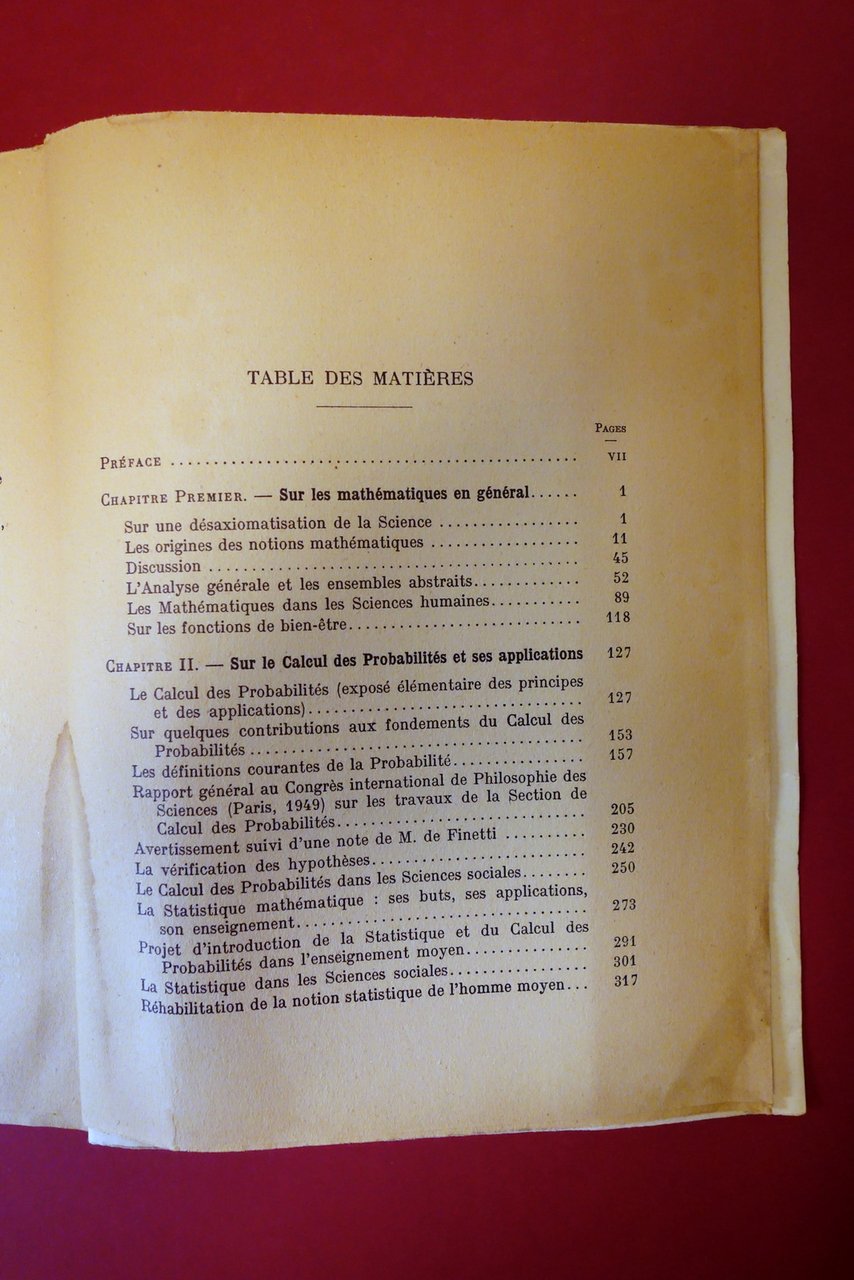 TABLE DES MATIÈRES
PAGES
PRÉFACE .......... VII
CHAPITRE PREMIER. — Sur les mathématiques en général...... 1
Sur une désaxiomatisation de la Science .......... 1
Les origines des notions mathématiques .......... 11
Discussion .......... 45
L'Analyse générale et les ensembles abstraits.......... 52
Les Mathématiques dans les Sciences humaines.......... 89
Sur les fonctions de bien-être.......... 118
CHAPITRE II. — Sur le Calcul des Probabilités et ses applications 127
Le Calcul des Probabilités (exposé élémentaire des principes
et des applications).......... 127
Sur quelques contributions aux fondements du Calcul des
Probabilités .......... 153
Les définitions courantes de la Probabilité.......... 157
Rapport général au Congrès international de Philosophie des
Sciences (Paris, 1949) sur les travaux de la Section de
Calcul des Probabilités.......... 205
Avertissement suivi d'une note de M. de Finetti .......... 230
La vérification des hypothèses.......... 242
Le Calcul des Probabilités dans les Sciences sociales........ 250
La Statistique mathématique : ses buts, ses applications,
son enseignement.......... 273
Projet d'introduction de la Statistique et du Calcul des
Probabilités dans l'enseignement moyen.......... 291
La Statistique dans les Sciences sociales.......... 301
Réhabilitation de la notion statistique de l'homme moyen... 317